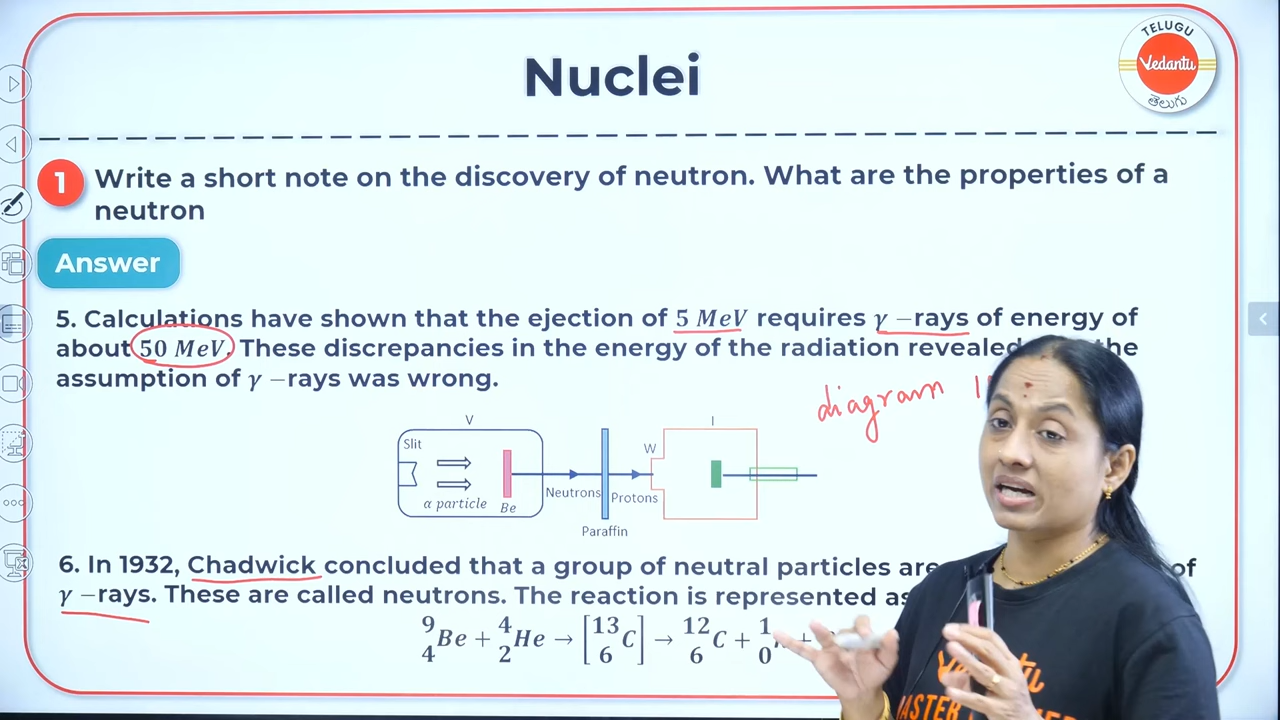 TELUGU
Vedantu
తెలుగు
Nuclei
1
Write a short note on the discovery of neutron. What are the properties of a
neutron
Answer
5. Calculations have shown that the ejection of 5 MeV requires γ −rays of energy of
about 50 MeV. These discrepancies in the energy of the radiation revealed the
assumption of γ −rays was wrong.
diagram
V
I
Slit
W
α particle
Be
Neutrons
Protons
Paraffin
6. In 1932, Chadwick concluded that a group of neutral particles are of
γ −rays. These are called neutrons. The reaction is represented as
⁹₄Be + ⁴₂He → [¹³₆C] → ¹²₆C + ¹₀
Vedantu
MASTER